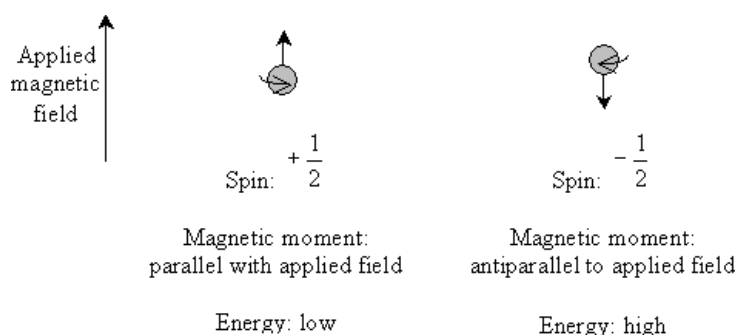 Applied
magnetic
field
Spin: + 1/2
Spin: - 1/2
Magnetic moment:
parallel with applied field
Magnetic moment:
antiparallel to applied field
Energy: low
Energy: high